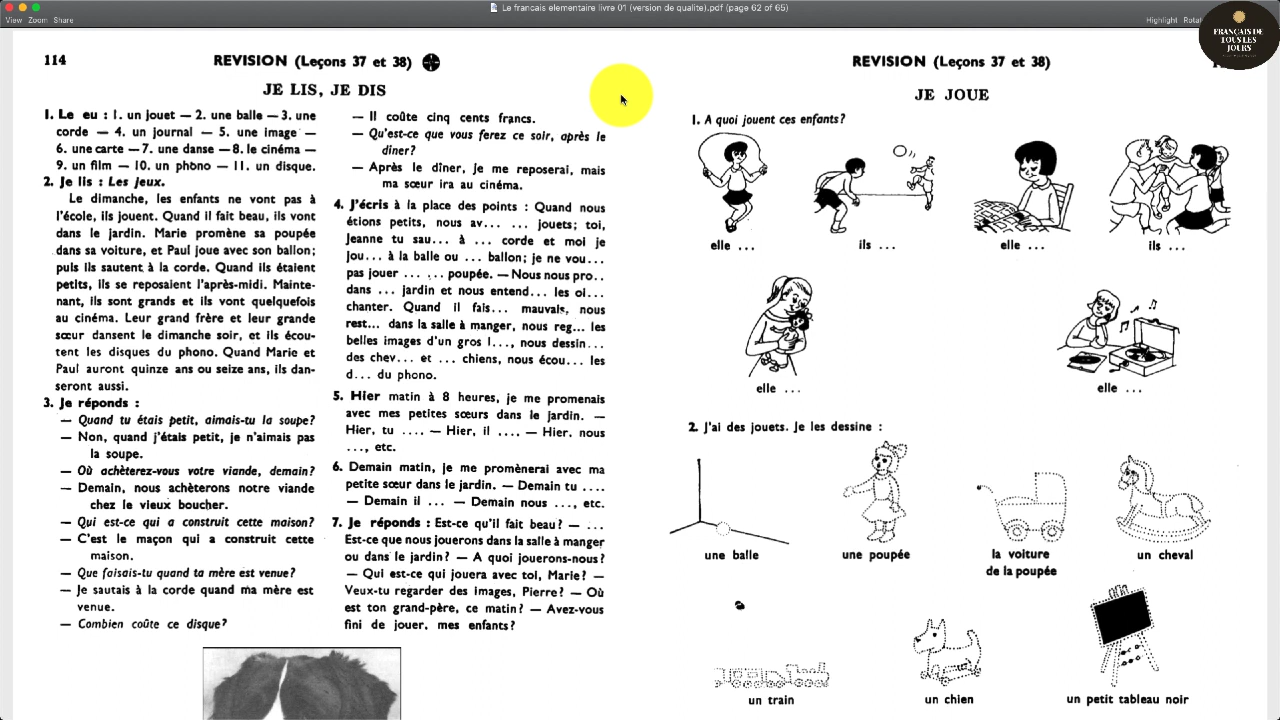 Le francais elementaire livre 01 (version de qualite).pdf (page 62 of 65)
View Zoom Share
Highlight
FRANÇAIS DE
TOUS LES
JOURS
114
REVISION (Leçons 37 et 38)
JE LIS, JE DIS
1. Le eu : 1. un jouet — 2. une balle — 3. une
corde — 4. un journal — 5. une image —
6. une carte — 7. une danse — 8. le cinéma —
9. un film — 10. un phono — 11. un disque.
2. Je lis : Les jeux.
Le dimanche, les enfants ne vont pas à
l'école, ils jouent. Quand il fait beau, ils vont
dans le jardin. Marie promène sa poupée
dans sa voiture, et Paul joue avec son ballon;
puis ils sautent à la corde. Quand ils étaient
petits, ils se reposaient l'après-midi. Mainte-
nant, ils sont grands et ils vont quelquefois
au cinéma. Leur grand frère et leur grande
sœur dansent le dimanche soir, et ils écou-
tent les disques du phono. Quand Marie et
Paul auront quinze ans ou seize ans, ils dan-
seront aussi.
3. Je réponds :
— Quand tu étais petit, aimais-tu la soupe?
— Non, quand j'étais petit, je n'aimais pas
la soupe.
— Où achèterez-vous votre viande, demain?
— Demain, nous achèterons notre viande
chez le vieux boucher.
— Qui est-ce qui a construit cette maison?
— C'est le maçon qui a construit cette
maison.
— Que faisais-tu quand ta mère est venue?
— Je sautais à la corde quand ma mère est
venue.
— Combien coûte ce disque?
— Il coûte cinq cents francs.
— Qu'est-ce que vous ferez ce soir, après le
dîner?
— Après le dîner, je me reposerai, mais
ma sœur ira au cinéma.
4. J'écris à la place des points : Quand nous
étions petits, nous av... ... jouets; toi,
Jeanne tu sau... à ... corde et moi je
jou... à la balle ou ... ballon; je ne vou...
pas jouer ... ... poupée. — Nous nous pro..
dans ... jardin et nous entend... les oi...
chanter. Quand il fais... mauvais, nous
rest... dans la salle à manger, nous reg... les
belles images d'un gros l..., nous dessin...
des chev... et ... chiens, nous écou... les
d... du phono.
5. Hier matin à 8 heures, je me promenais
avec mes petites sœurs dans le jardin. —
Hier, tu .... — Hier, il .... — Hier, nous
..., etc.
6. Demain matin, je me promènerai avec ma
petite sœur dans le jardin. — Demain tu ....
— Demain il ... — Demain nous ..., etc.
7. Je réponds : Est-ce qu'il fait beau? — ...
Est-ce que nous jouerons dans la salle à manger
ou dans le jardin? — A quoi jouerons-nous?
— Qui est-ce qui jouera avec toi, Marie? —
Veux-tu regarder des images, Pierre? — Où
est ton grand-père, ce matin? — Avez-vous
fini de jouer, mes enfants?
REVISION (Leçons 37 et 38)
JE JOUE
1. A quoi jouent ces enfants?
elle ... ils ... elle ... ils ...
elle ... elle ...
2. J'ai des jouets. Je les dessine :
une balle une poupée la voiture un cheval
de la poupée
un train un chien un petit tableau noir